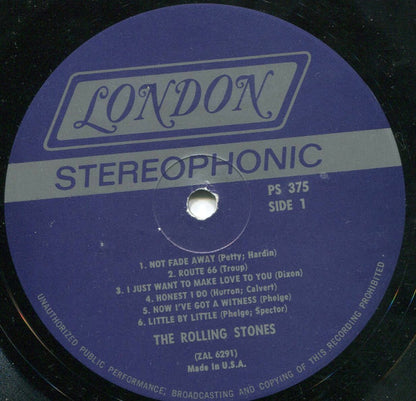 LONDON
STEREOPHONIC
PS 375
SIDE 1
1. NOT FADE AWAY (Petty; Hardin)
2. ROUTE 66 (Troup)
3. I JUST WANT TO MAKE LOVE TO YOU (Dixon)
4. HONEST I DO (Hurron; Calvert)
5. NOW I'VE GOT A WITNESS (Phelge)
6. LITTLE BY LITTLE (Phelge; Spector)
THE ROLLING STONES
(ZAL 6291)
Made in U.S.A.
UNAUTHORIZED PUBLIC PERFORMANCE; BROADCASTING AND COPYING OF THIS RECORDING PROHIBITED.